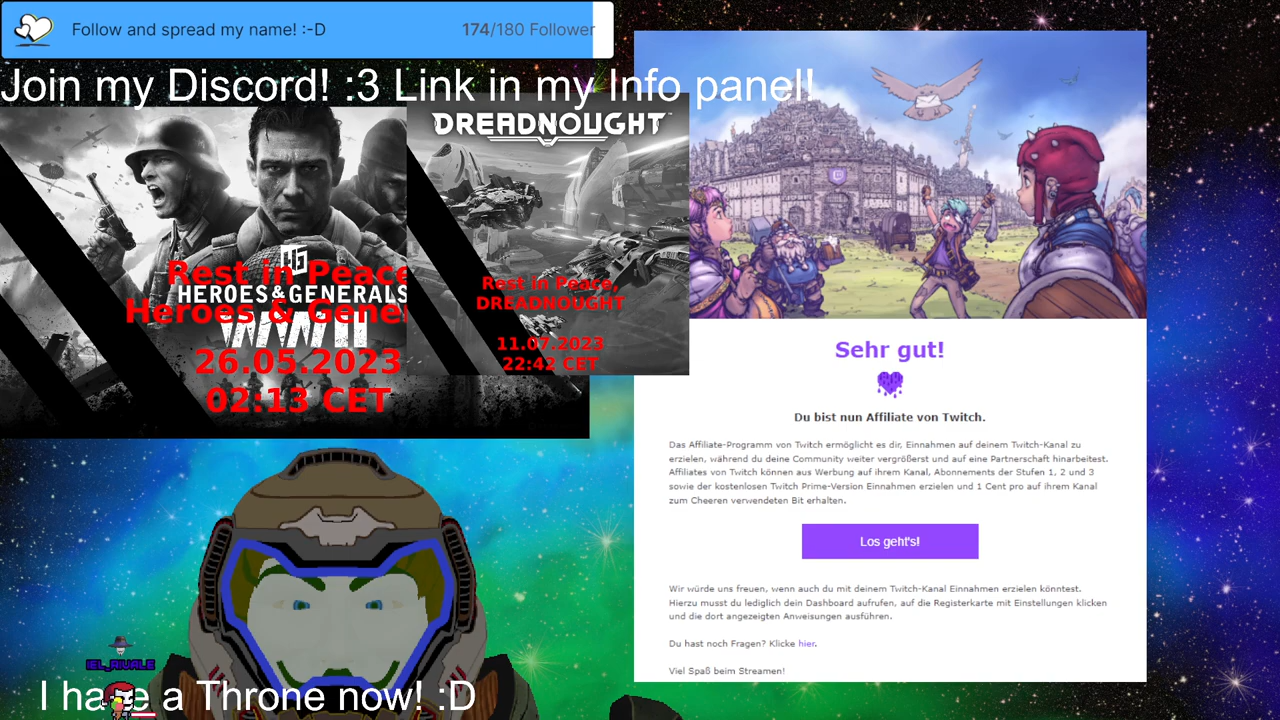 Follow and spread my name! :-D
174/180 Follower
Join my Discord! :3 Link in my Info panel!
DREADNOUGHT
Rest in Peace,
DREADNOUGHT
11.07.2023
22:42 CET
Rest in Peace
HEROES & GENERALS
Heroes & Gene
WWII
26.05.2023
02:13 CET
Sehr gut!
Du bist nun Affiliate von Twitch.
Das Affiliate-Programm von Twitch ermöglicht es dir, Einnahmen auf deinem Twitch-Kanal zu
erzielen, während du deine Community weiter vergrößerst und auf eine Partnerschaft hinarbeitest.
Affiliates von Twitch können aus Werbung auf ihrem Kanal, Abonnements der Stufen 1, 2 und 3
sowie der kostenlosen Twitch Prime-Version Einnahmen erzielen und 1 Cent pro auf ihrem Kanal
zum Cheeren verwendeten Bit erhalten.
Los geht's!
Wir würde uns freuen, wenn auch du mit deinem Twitch-Kanal Einnahmen erzielen könntest.
Hierzu musst du lediglich dein Dashboard aufrufen, auf die Registerkarte mit Einstellungen klicken
und die dort angezeigten Anweisungen ausführen.
Du hast noch Fragen? Klicke hier.
Viel Spaß beim Streamen!
I have a Throne now! :D